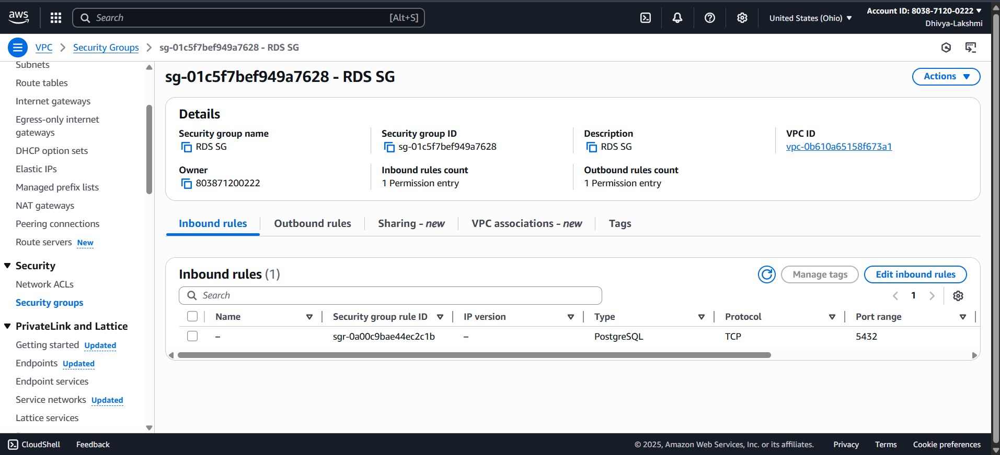 aws
Search [Alt+S]
United States (Ohio)
Account ID: 8038-7120-0222
Dhivya-Lakshmi
VPC
Security Groups
sg-01c5f7bef949a7628 - RDS SG
Subnets
Route tables
Internet gateways
Egress-only internet
gateways
DHCP option sets
Elastic IPs
Managed prefix lists
NAT gateways
Peering connections
Route servers New
Security
Network ACLs
Security groups
PrivateLink and Lattice
Getting started Updated
Endpoints Updated
Endpoint services
Service networks Updated
Lattice services
sg-01c5f7bef949a7628 - RDS SG
Actions
Details
Security group name
RDS SG
Security group ID
sg-01c5f7bef949a7628
Description
RDS SG
VPC ID
vpc-0b610a65158f673a1
Owner
803871200222
Inbound rules count
1 Permission entry
Outbound rules count
1 Permission entry
Inbound rules
Outbound rules
Sharing - new
VPC associations - new
Tags
Inbound rules (1)
Manage tags
Edit inbound rules
Search
1
Name Security group rule ID IP version Type Protocol Port range
– sgr-0a00c9bae44ec2c1b – PostgreSQL TCP 5432
CloudShell Feedback
© 2025, Amazon Web Services, Inc. or its affiliates. Privacy Terms Cookie preferences